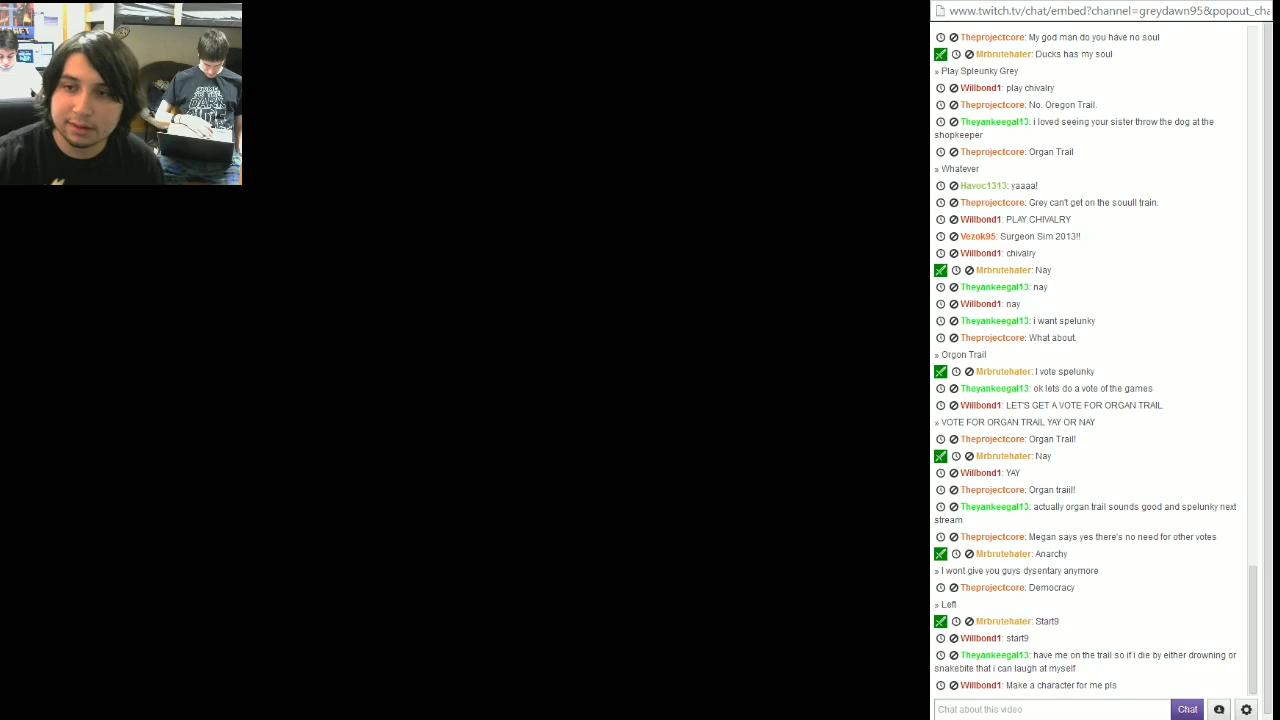 www.twitch.tv/chat/embed?channel=greydawn95&popout_cha
Theprojectcore: My god man do you have no soul
Mrbrutehater: Ducks has my soul
» Play Spleunky Grey
Willbond1: play chivalry
Theprojectcore: No. Oregon Trail.
Theyankeegal13: i loved seeing your sister throw the dog at the
shopkeeper
Theprojectcore: Organ Trail
» Whatever
Havoc1313: yaaaa!
Theprojectcore: Grey can't get on the souull train.
Willbond1: PLAY CHIVALRY
Vezok95: Surgeon Sim 2013!!
Willbond1: chivalry
Mrbrutehater: Nay
Theyankeegal13: nay
Willbond1: nay
Theyankeegal13: i want spelunky
Theprojectcore: What about.
» Orgon Trail
Mrbrutehater: I vote spelunky
Theyankeegal13: ok lets do a vote of the games
Willbond1: LET'S GET A VOTE FOR ORGAN TRAIL
» VOTE FOR ORGAN TRAIL YAY OR NAY
Theprojectcore: Organ Trail!
Mrbrutehater: Nay
Willbond1: YAY
Theprojectcore: Organ traiil!
Theyankeegal13: actually organ trail sounds good and spelunky next
stream
Theprojectcore: Megan says yes there's no need for other votes
Mrbrutehater: Anarchy
» I wont give you guys dysentary anymore
Theprojectcore: Democracy
» Left
Mrbrutehater: Start9
Willbond1: start9
Theyankeegal13: have me on the trail so if i die by either drowning or
snakebite that i can laugh at myself
Willbond1: Make a character for me pls
Chat about this video
Chat